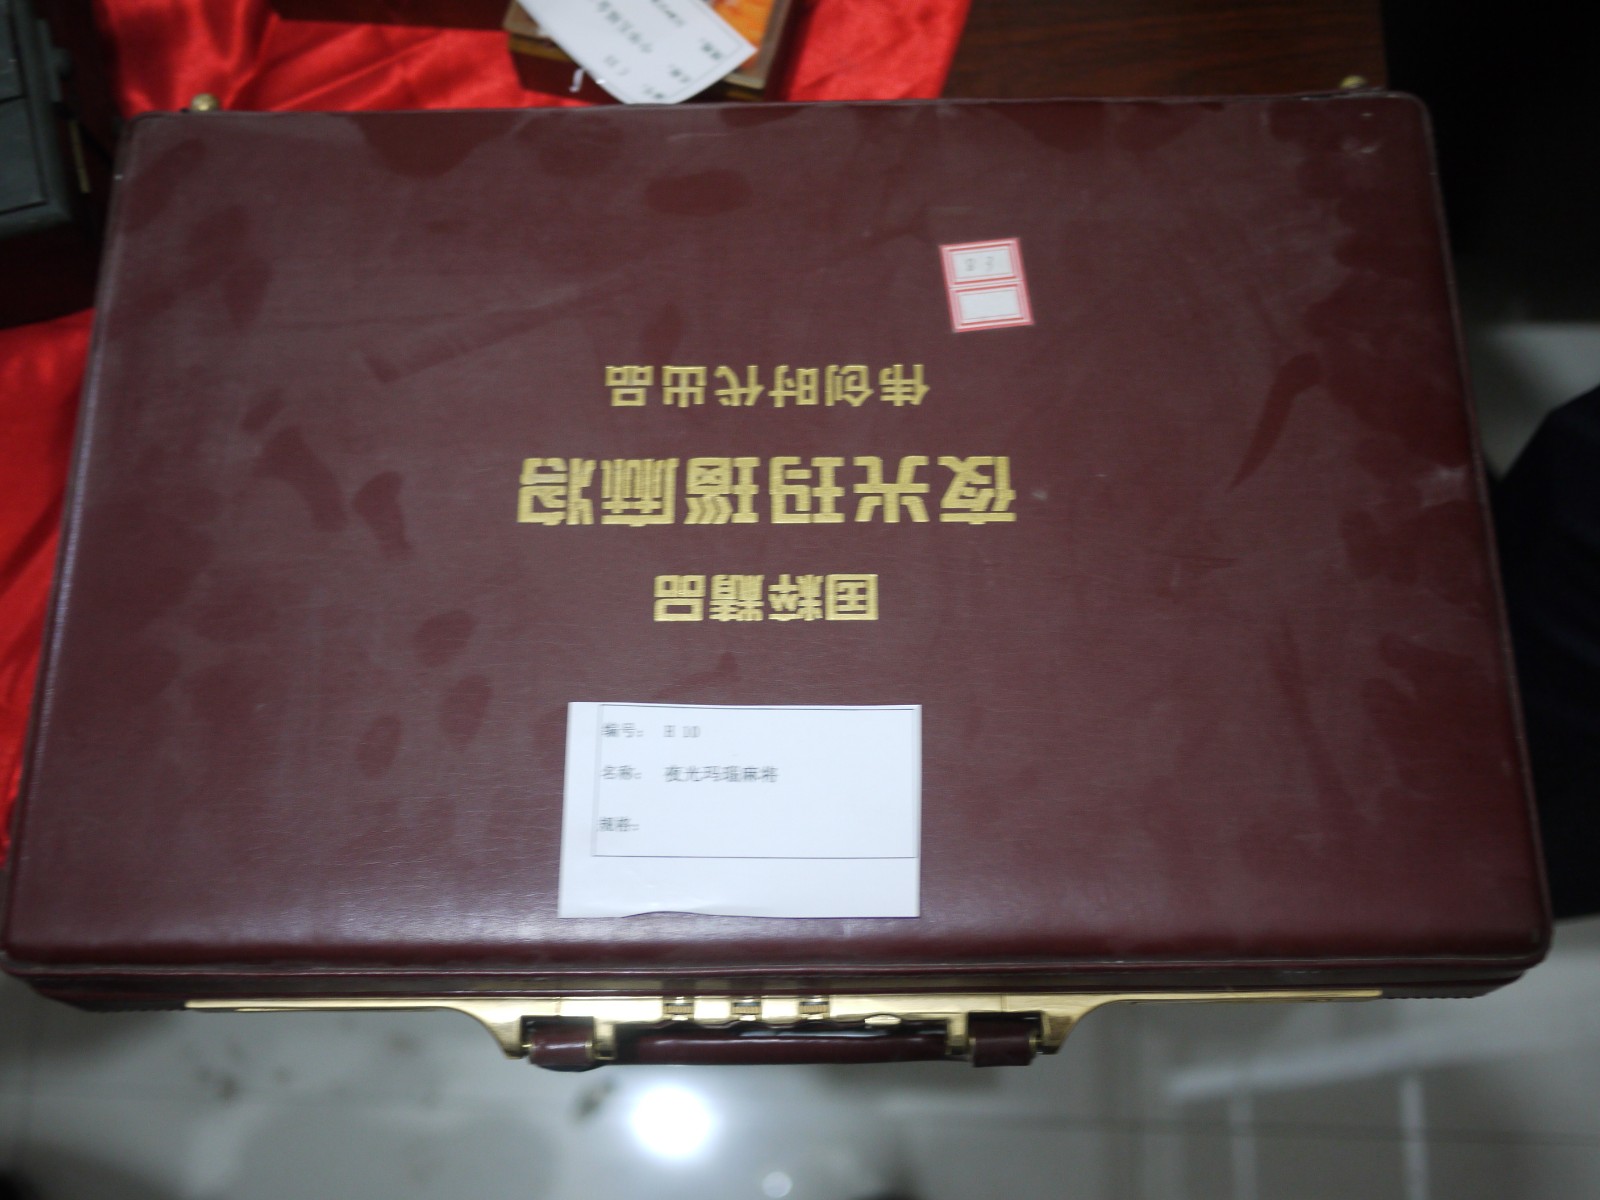 国粹精品
夜光玛瑙麻将
伟创时代出品
编号： H 10
名称： 夜光玛瑙麻将
规格：